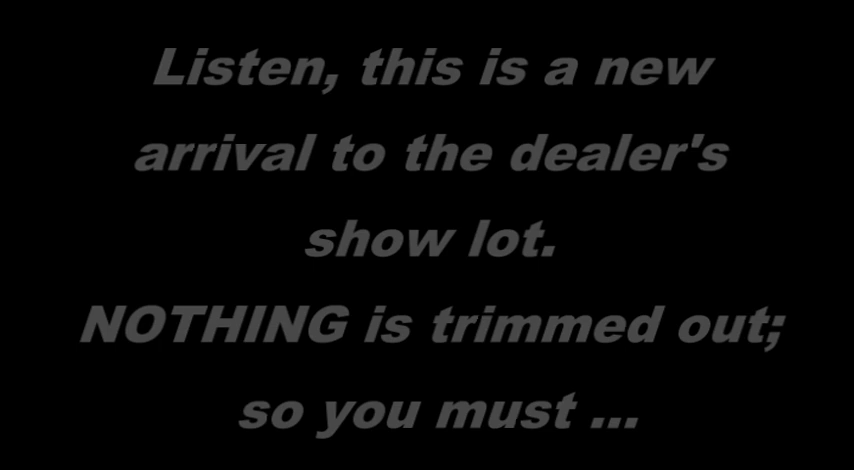 Listen, this is a new
arrival to the dealer's
show lot.
NOTHING is trimmed out;
so you must ...